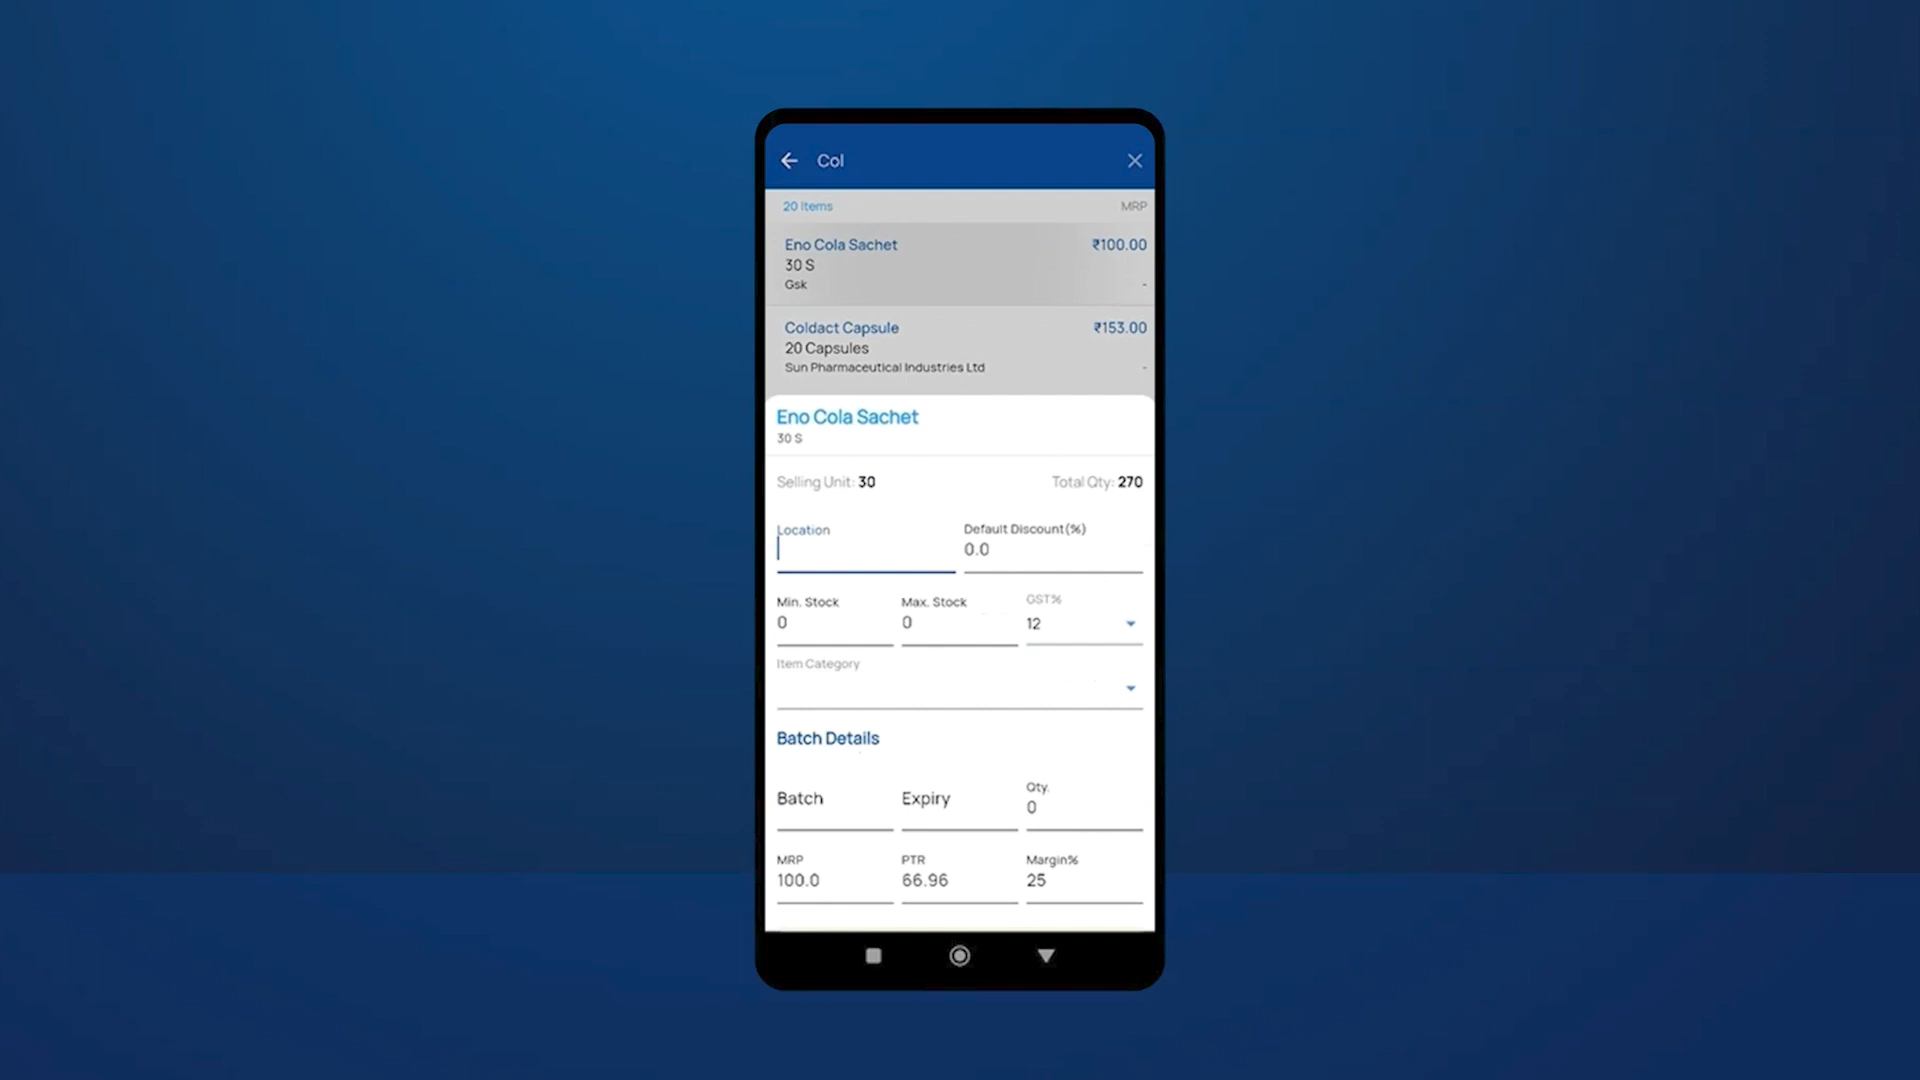 Col
20 Items MRP
Eno Cola Sachet ₹100.00
30 S
Gsk -
Coldact Capsule ₹153.00
20 Capsules
Sun Pharmaceutical Industries Ltd -
Eno Cola Sachet
30 S
Selling Unit: 30 Total Qty: 270
Location Default Discount(%)
0.0
Min. Stock Max. Stock GST%
0 0 12
Item Category
Batch Details
Qty.
Batch Expiry 0
MRP PTR Margin%
100.0 66.96 25